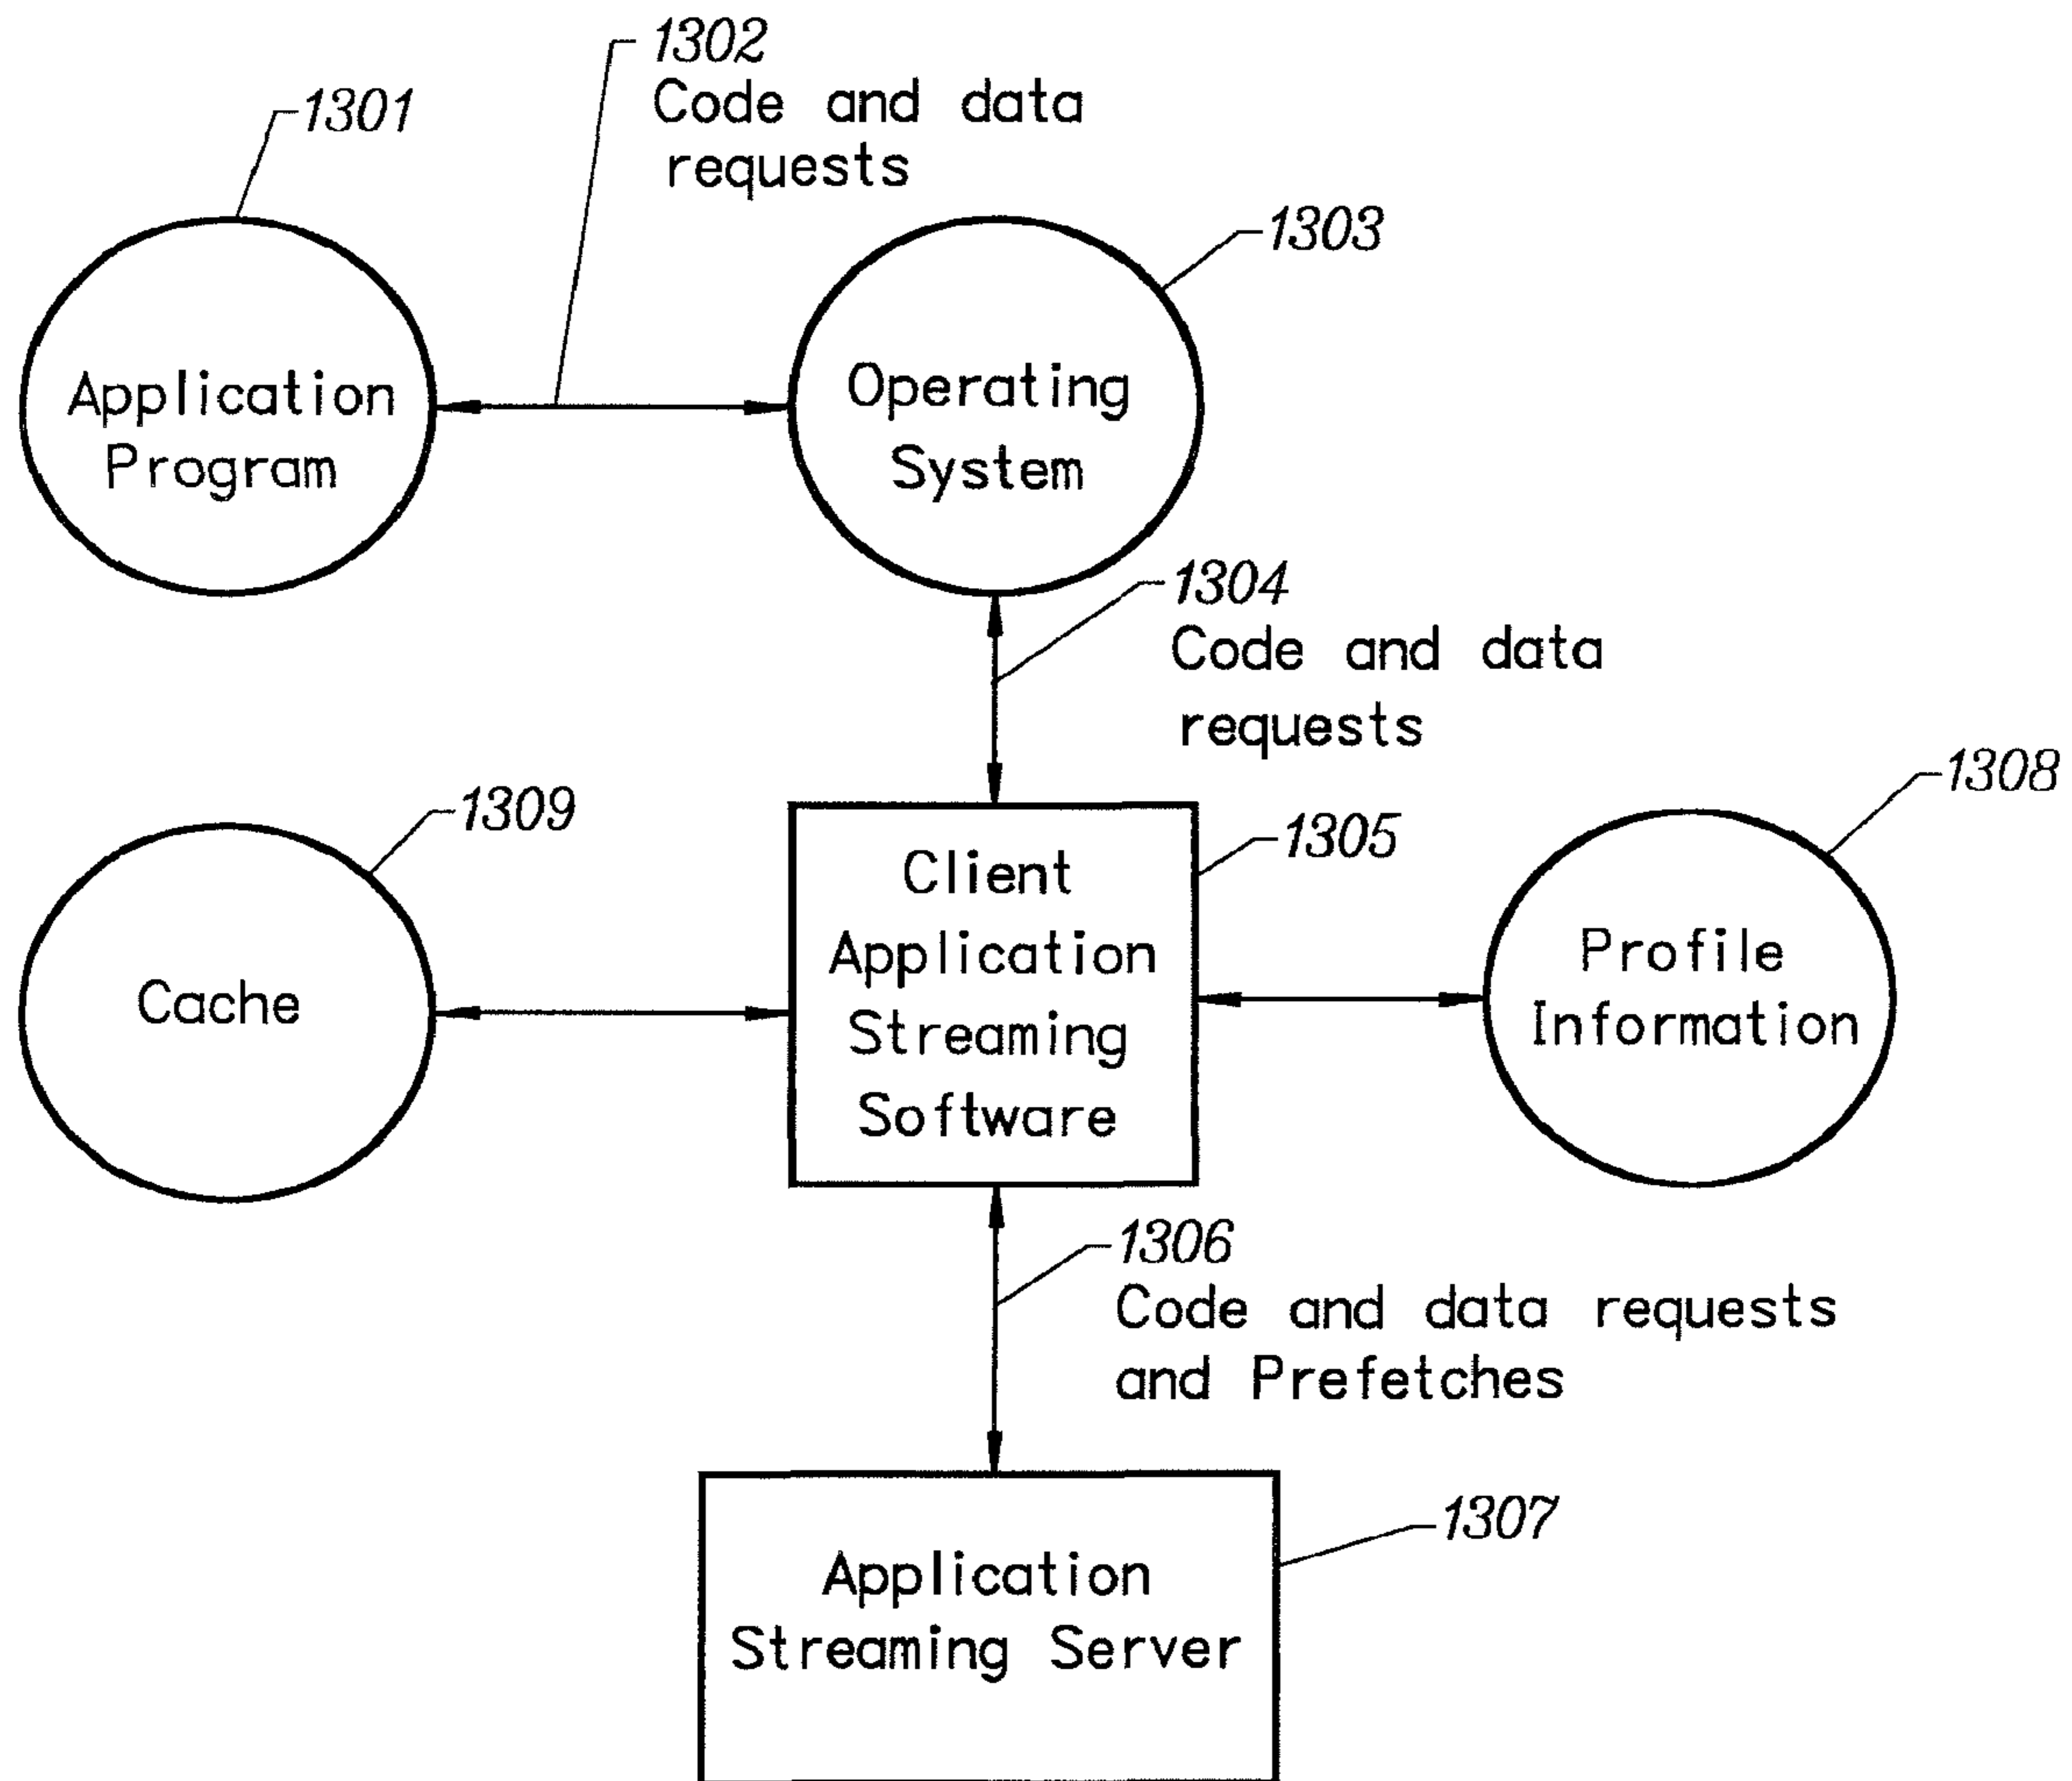 1302
Code and data
requests
1301
1303
Application
Program
Operating
System
1304
Code and data
requests
1309
1308
1305
Cache
Client
Application
Streaming
Software
Profile
Information
1306
Code and data requests
and Prefetches
1307
Application
Streaming Server